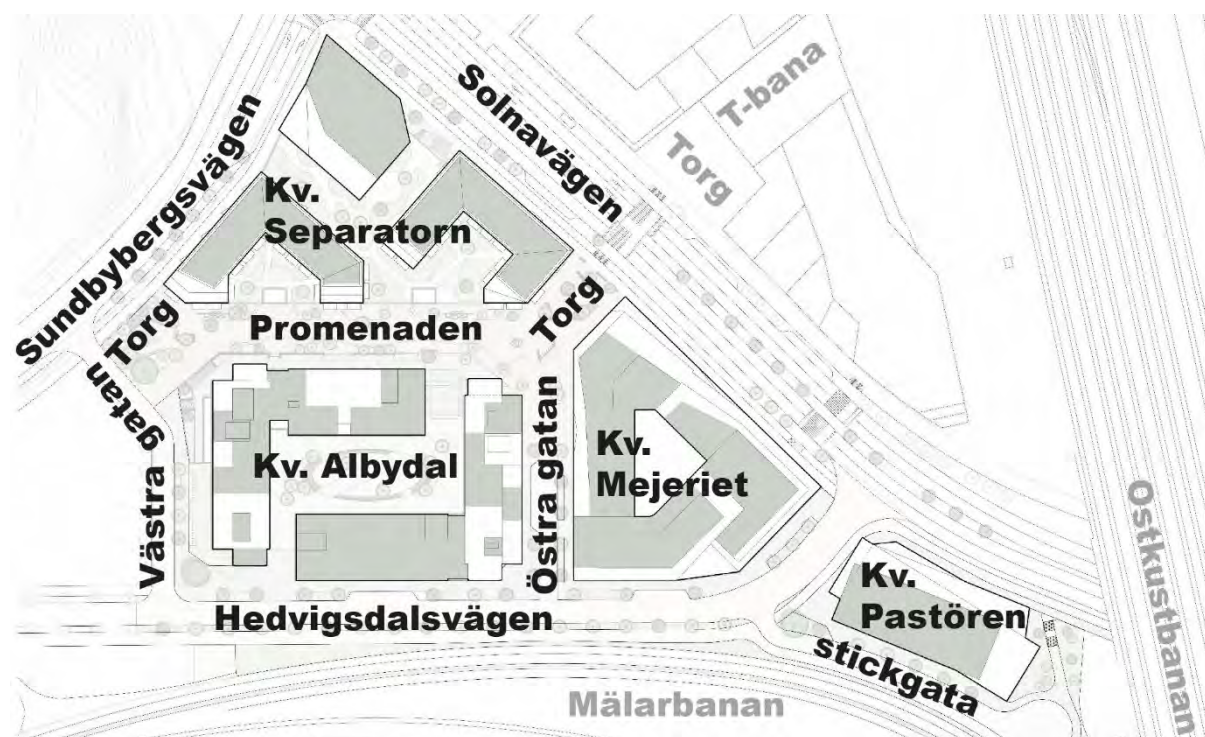 T-bana
Solnavägen
Torg
Sundbybergsvägen
Kv.
Separatorn
Torg
Torg
Promenaden
Västra gatan
Kv. Albydal
Östra gatan
Kv.
Mejeriet
Ostkustbanan
Kv.
Pastören
Hedvigsdalsvägen
stickgata
Mälarbanan